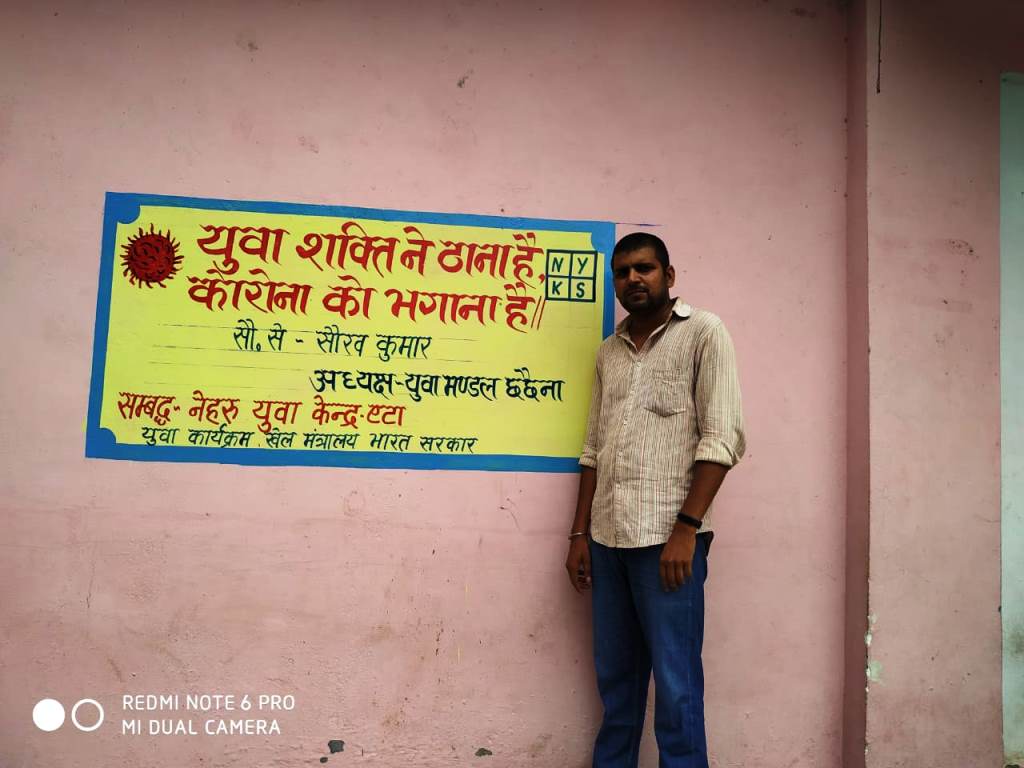 युवा शक्ति ने ठाना है,
कोरोना को भगाना है॥
N Y
K S
सौ. से - सौरव कुमार
अध्यक्ष-युवा मण्डल छछैना
सम्बद्ध- नेहरु युवा केन्द्र-एटा
युवा कार्यक्रम खेल मंत्रालय भारत सरकार
REDMI NOTE 6 PRO
MI DUAL CAMERA